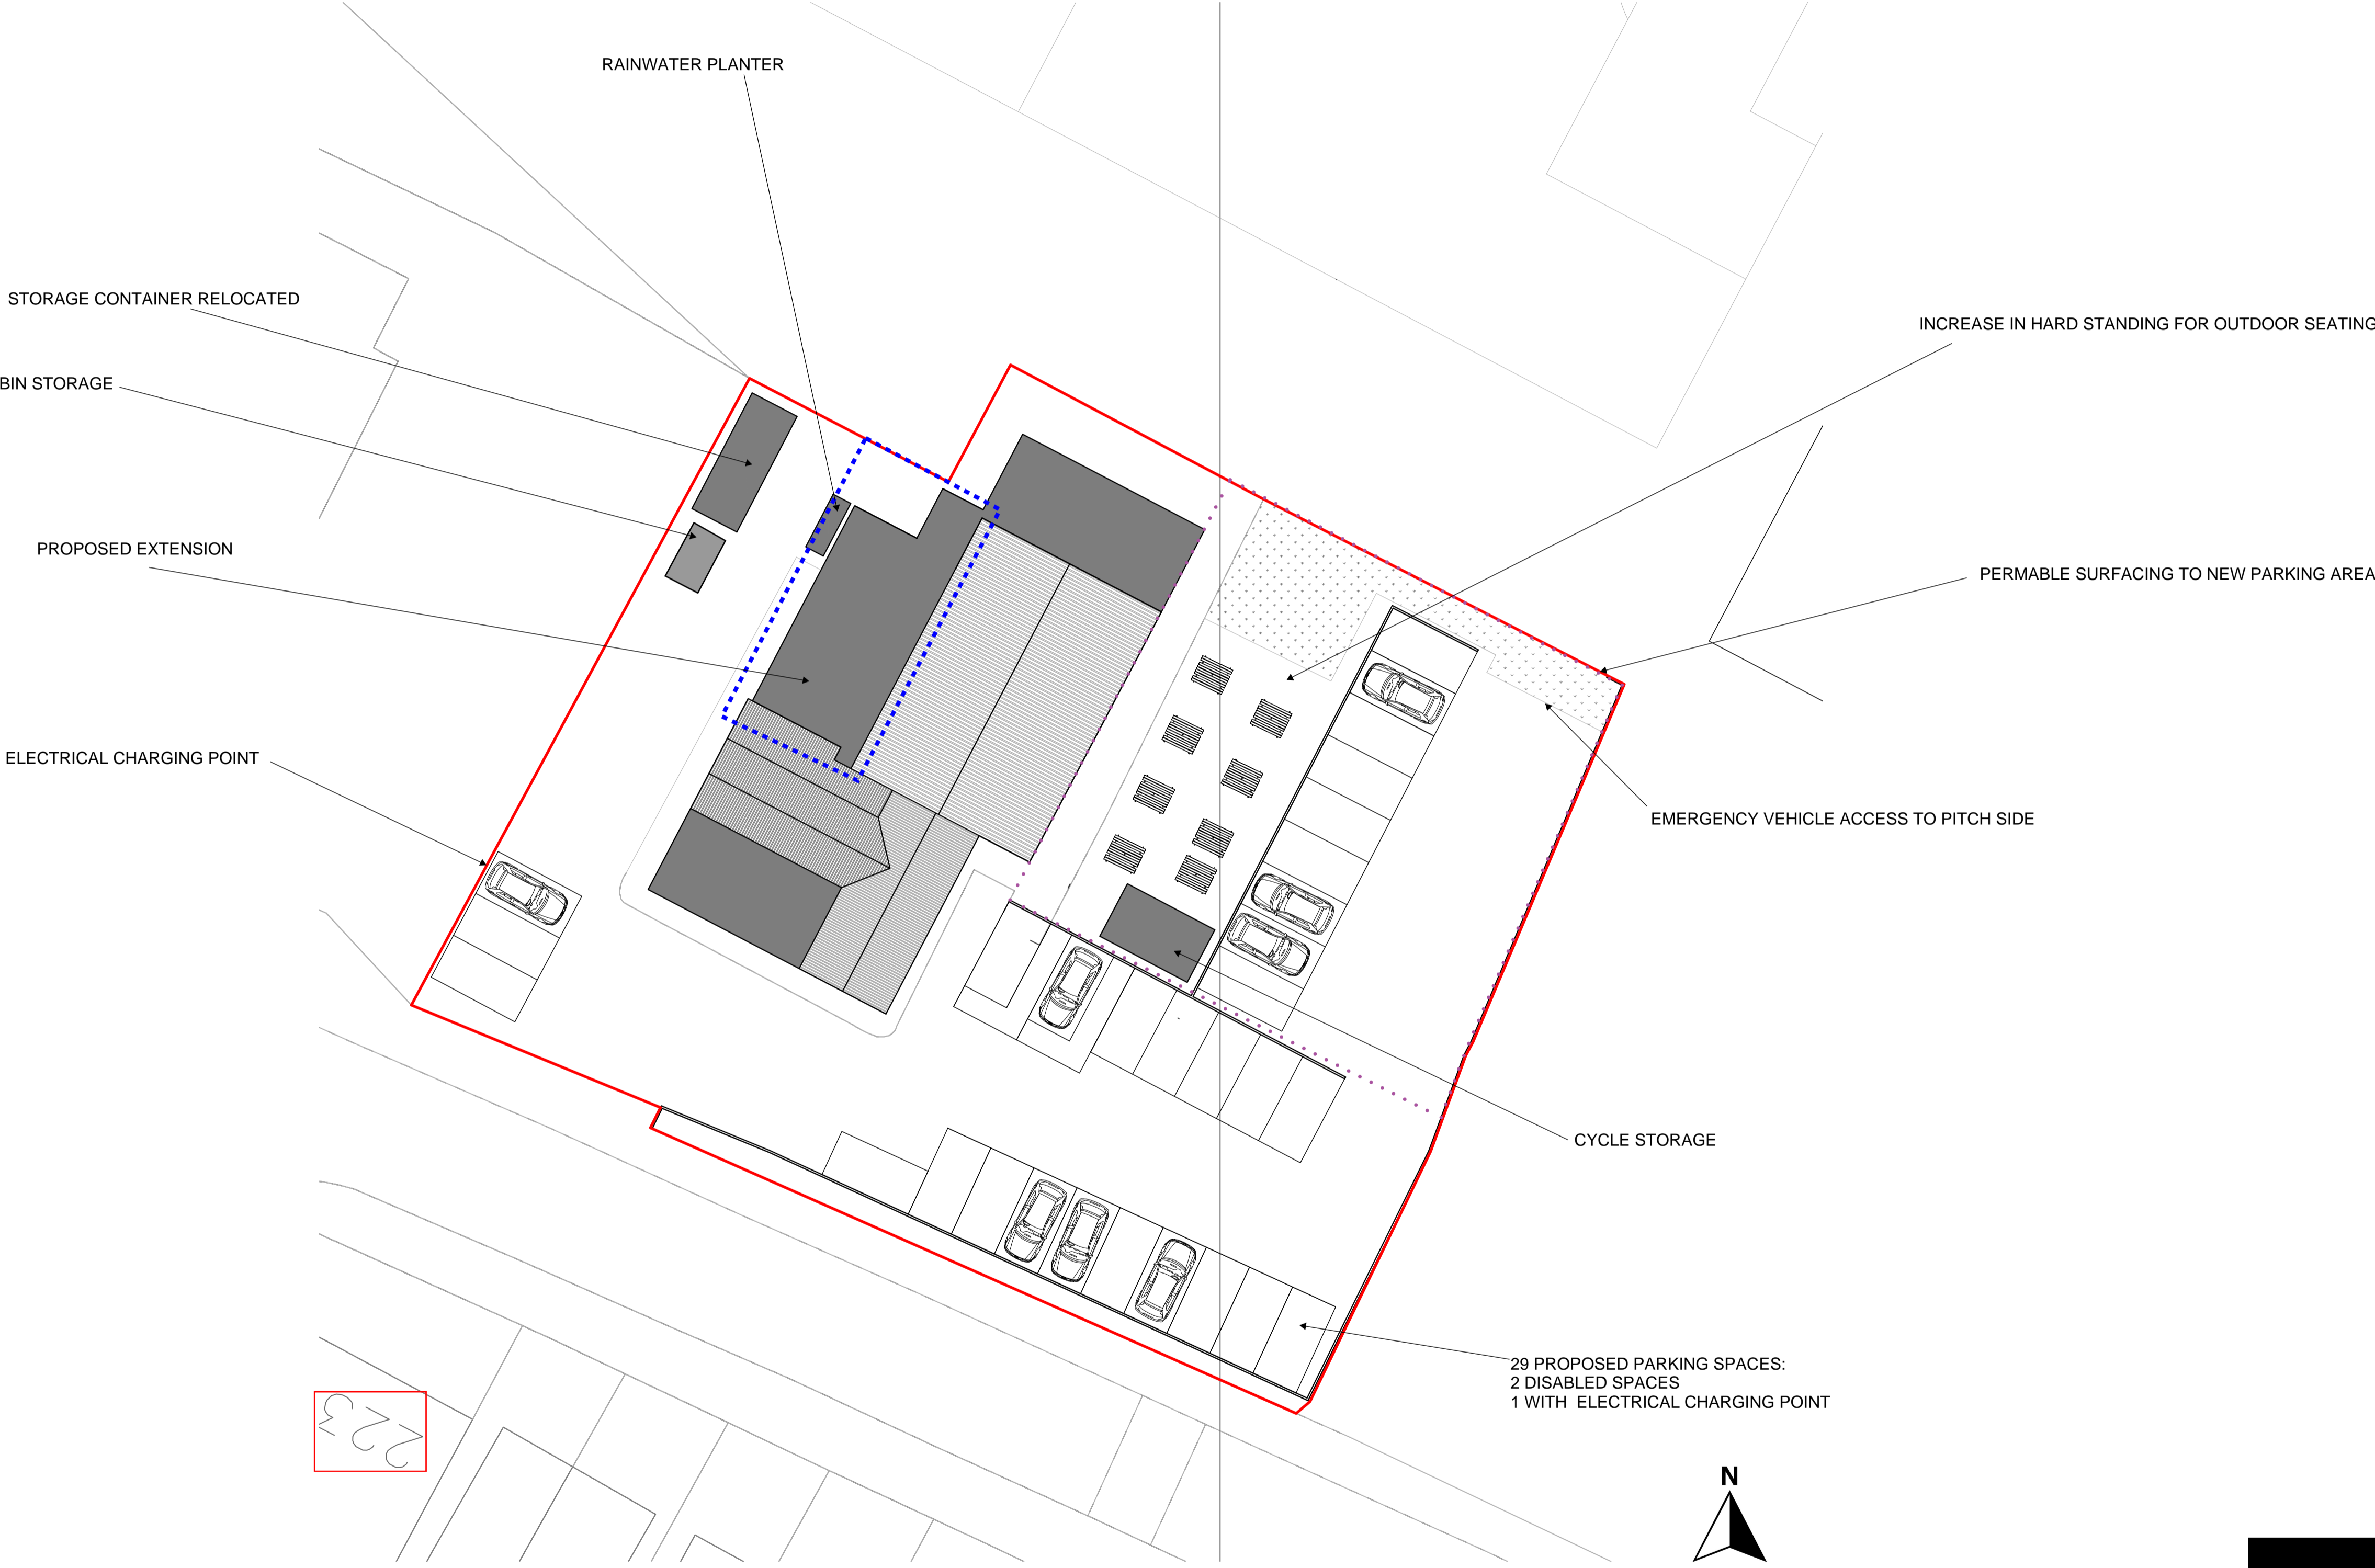 RAINWATER PLANTER
STORAGE CONTAINER RELOCATED
INCREASE IN HARD STANDING FOR OUTDOOR SEATING
BIN STORAGE
PROPOSED EXTENSION
PERMABLE SURFACING TO NEW PARKING AREA
ELECTRICAL CHARGING POINT
EMERGENCY VEHICLE ACCESS TO PITCH SIDE
CYCLE STORAGE
29 PROPOSED PARKING SPACES:
2 DISABLED SPACES
1 WITH ELECTRICAL CHARGING POINT
223
N